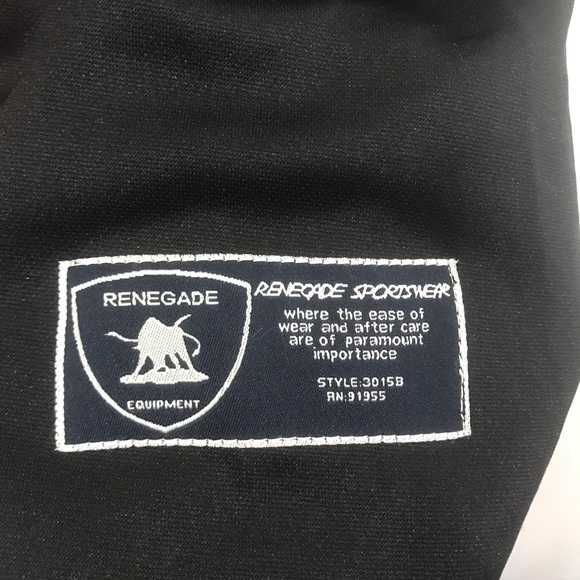 RENEGADE
EQUIPMENT
RENEGADE SPORTSWEAR
where the ease of
wear and after care
are of paramount
importance
STYLE:3015B
RN:91955